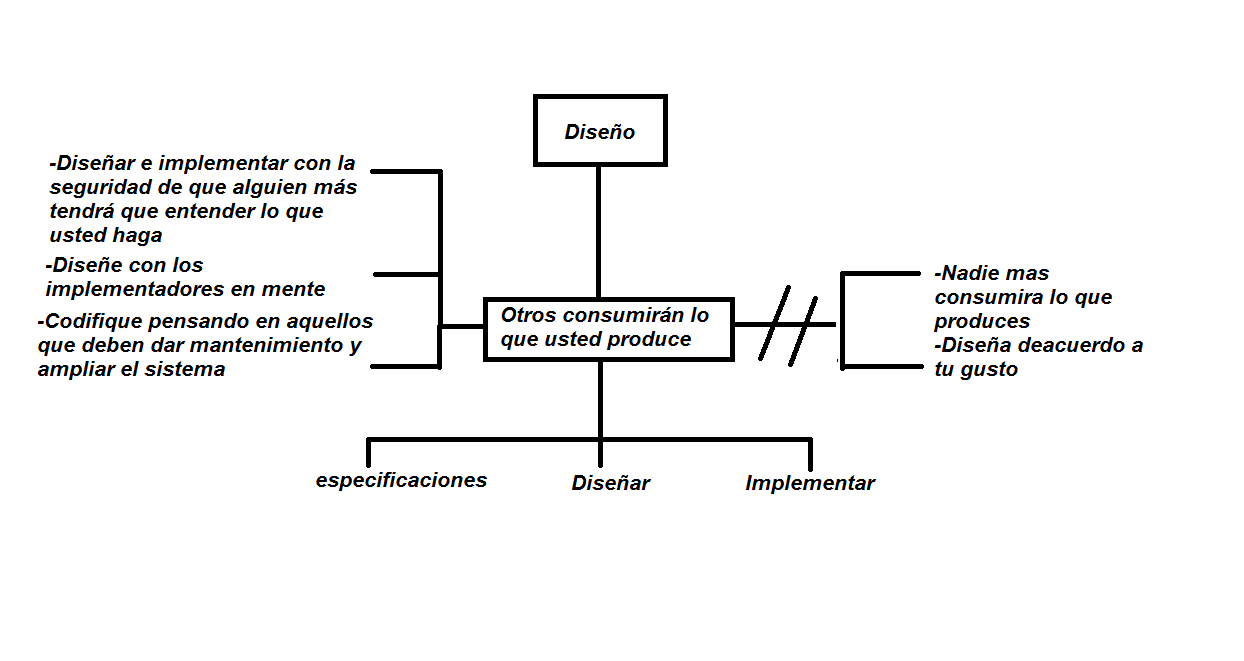 Diseño
-Diseñar e implementar con la
seguridad de que alguien más
tendrá que entender lo que
usted haga
-Diseñe con los
implementadores en mente
-Codifique pensando en aquellos
que deben dar mantenimiento y
ampliar el sistema
Otros consumirán lo
que usted produce
-Nadie mas
consumira lo que
produces
-Diseña deacuerdo a
tu gusto
especificaciones
Diseñar
Implementar